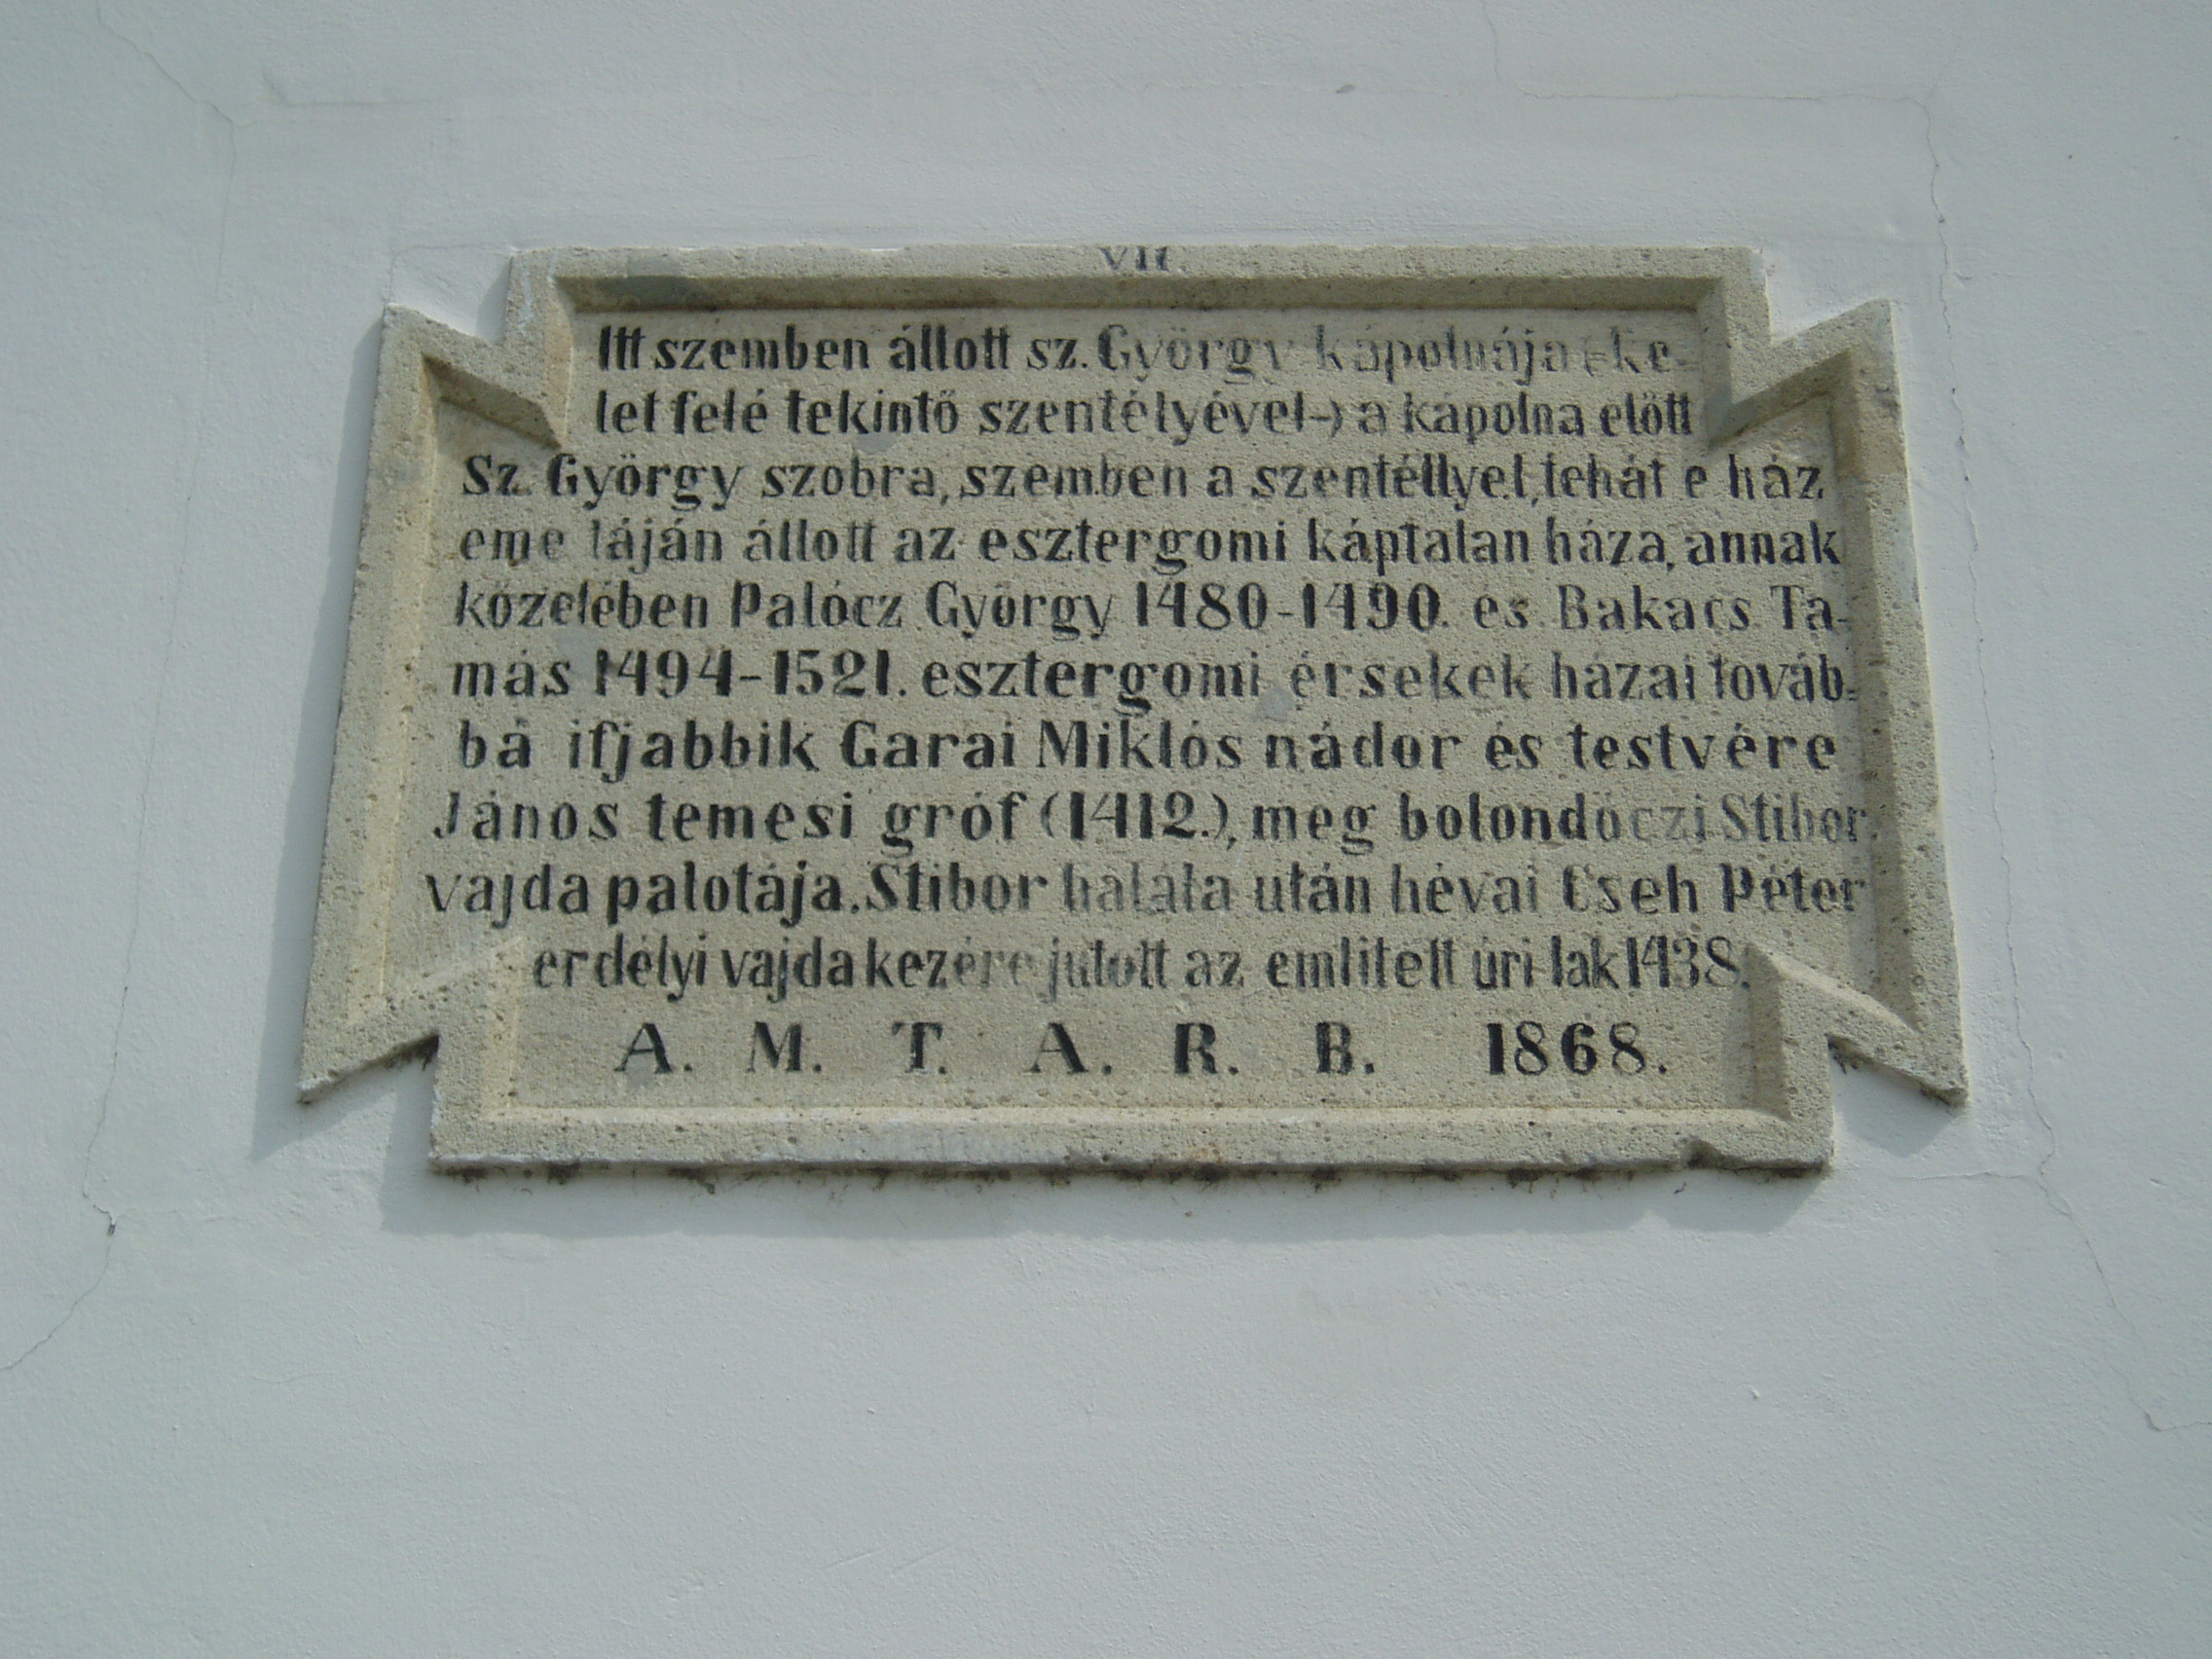 VII.
Itt szemben állott sz. György kápolnája (-ke-
let felé tekintő szentélyével-) a kápolna előtt
Sz. György szobra, szemben a szentéllyel, tehát e ház
eme táján állott az esztergomi káptalan háza, annak
közelében Palócz György 1480-1490. és Bakacs Ta-
más 1494-1521. esztergomi érsekek házai továb-
bá ifjabbik Garai Miklós nádor és testvére
János temesi gróf (1412.), meg bolondóczi Stibor
vajda palotája. Stibor halála után hévai Cseh Péter
erdélyi vajda kezére jutott az emlitett úri-lak 1438.
A. M. T. A. R. B. 1868.